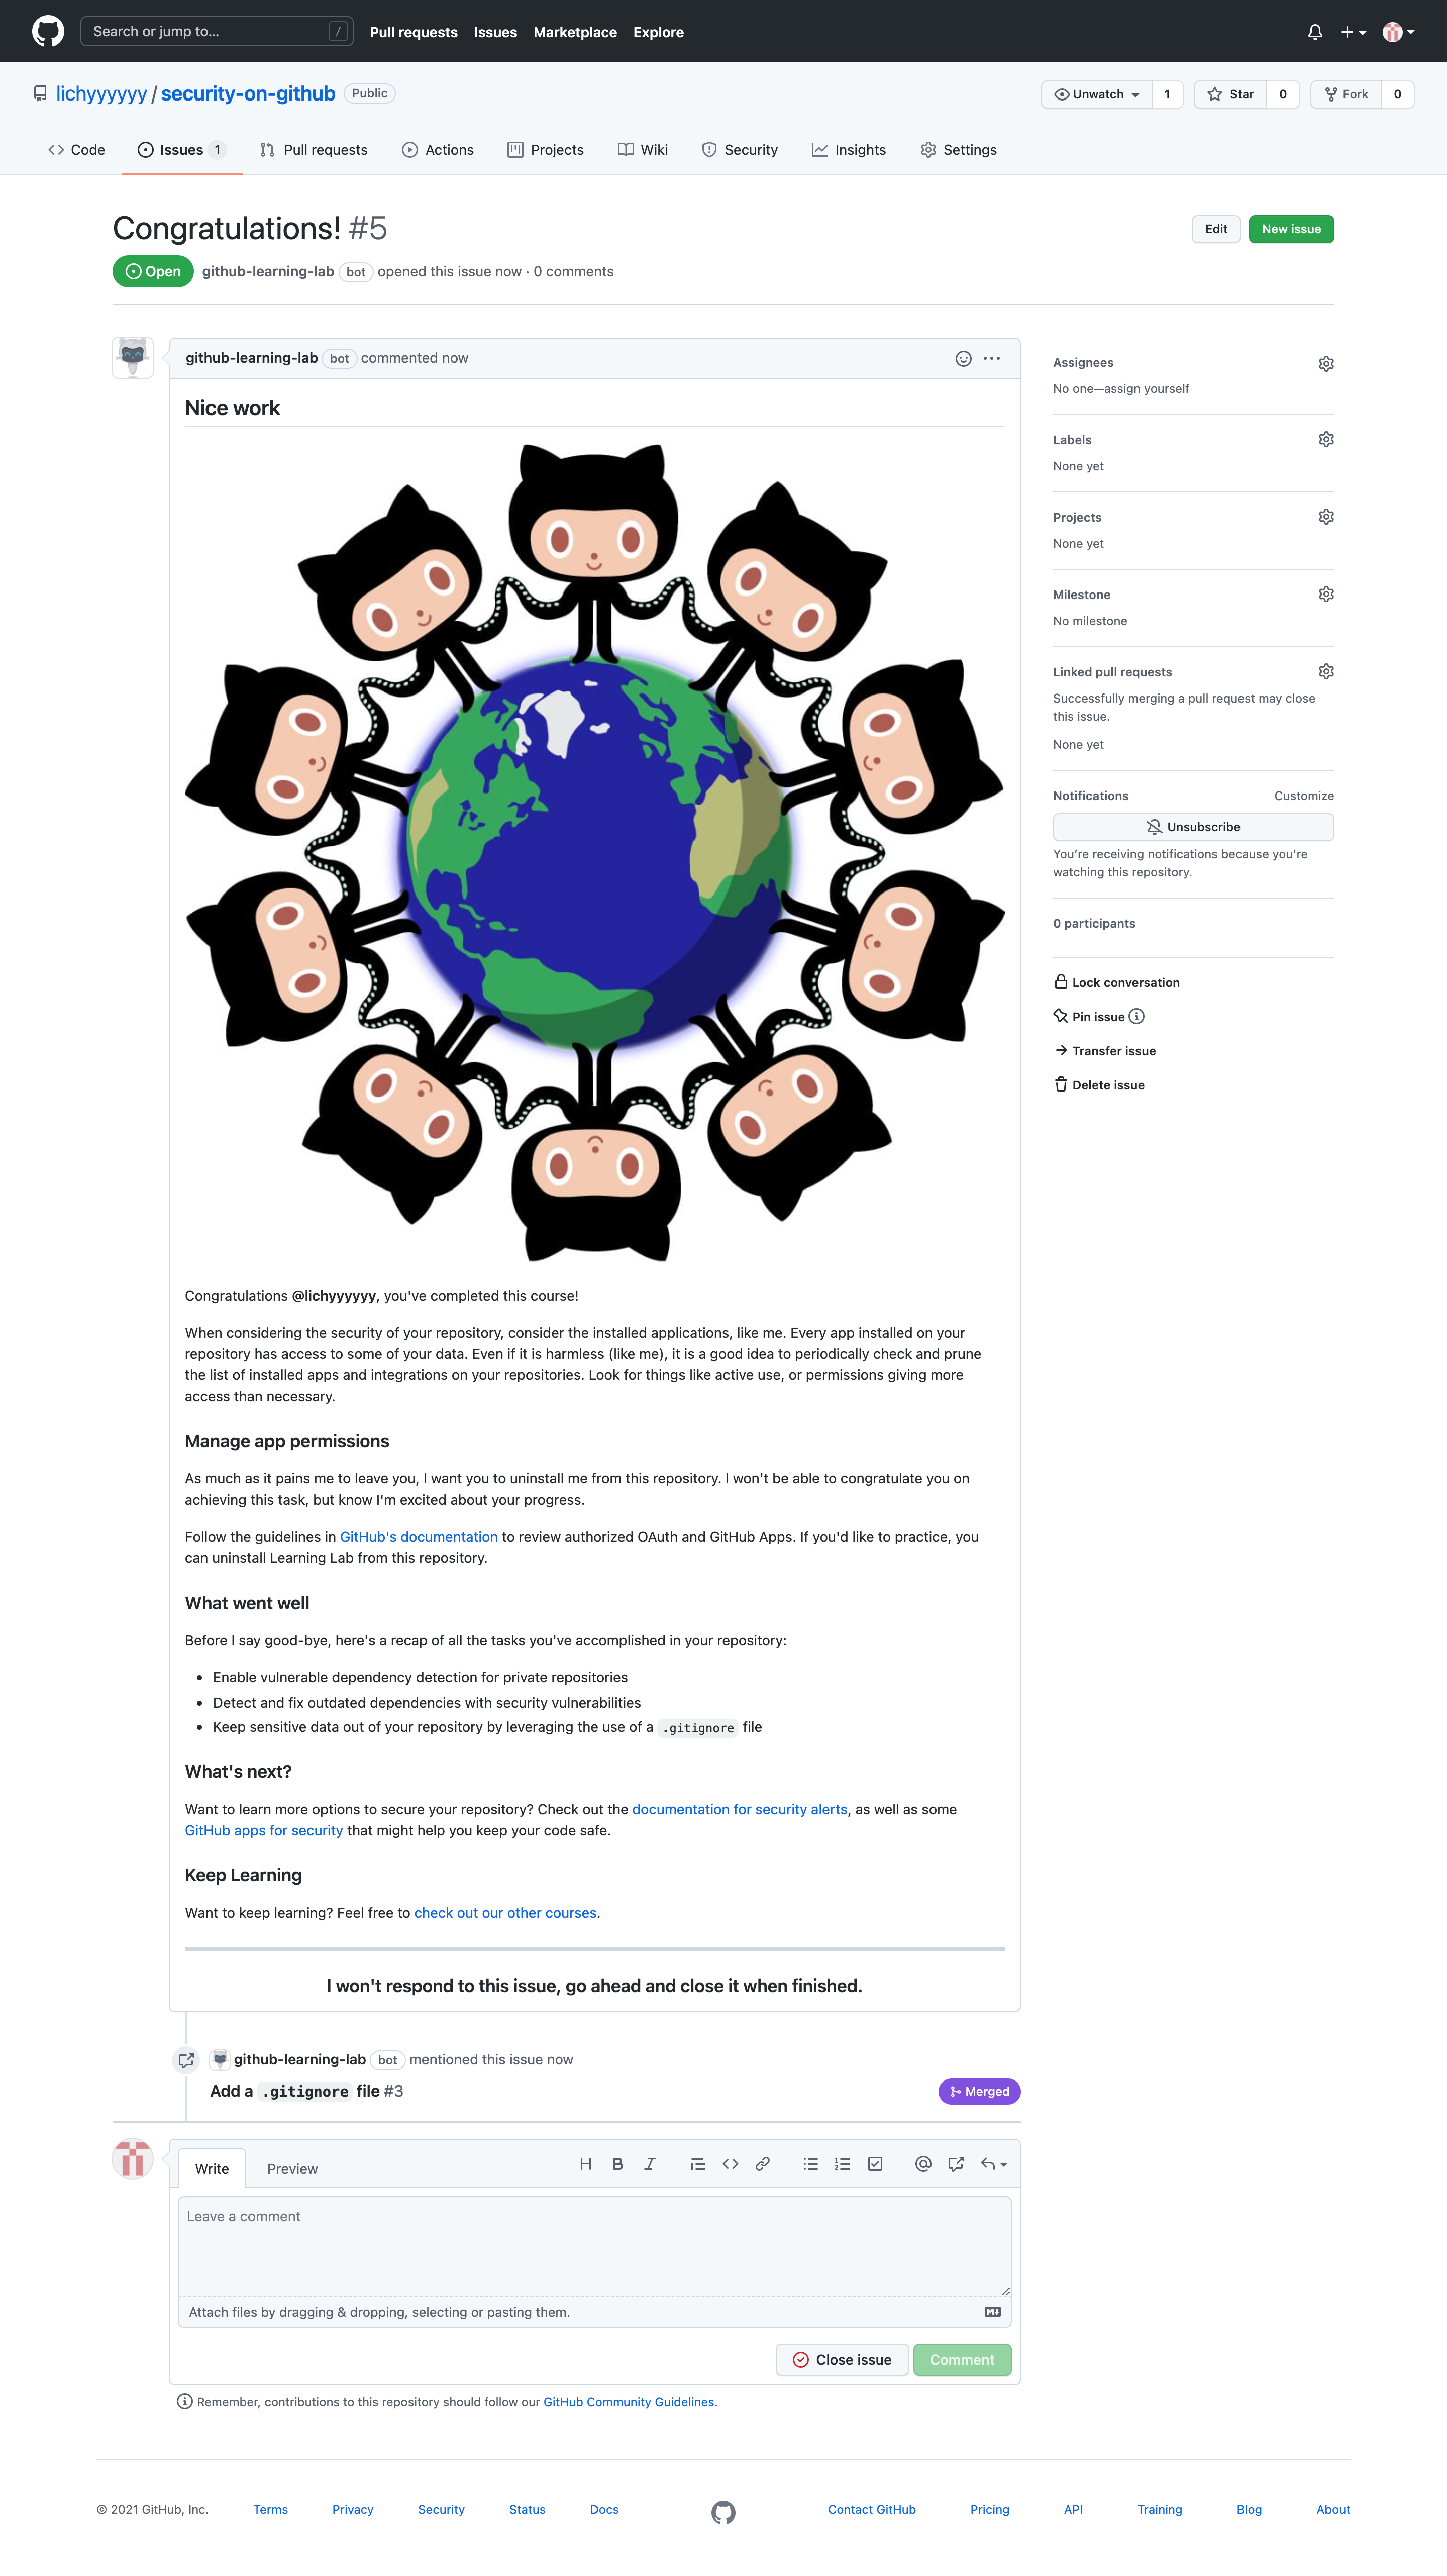 Search or jump to... /
Pull requests Issues Marketplace Explore
lichyyyyyy / security-on-github Public
Unwatch 1 Star 0 Fork 0
Code Issues 1 Pull requests Actions Projects Wiki Security Insights Settings
Congratulations! #5
Edit New issue
Open github-learning-lab bot opened this issue now · 0 comments
github-learning-lab bot commented now
Nice work
Congratulations @lichyyyyyy, you've completed this course!
When considering the security of your repository, consider the installed applications, like me. Every app installed on your
repository has access to some of your data. Even if it is harmless (like me), it is a good idea to periodically check and prune
the list of installed apps and integrations on your repositories. Look for things like active use, or permissions giving more
access than necessary.
Manage app permissions
As much as it pains me to leave you, I want you to uninstall me from this repository. I won't be able to congratulate you on
achieving this task, but know I'm excited about your progress.
Follow the guidelines in GitHub's documentation to review authorized OAuth and GitHub Apps. If you'd like to practice, you
can uninstall Learning Lab from this repository.
What went well
Before I say good-bye, here's a recap of all the tasks you've accomplished in your repository:
• Enable vulnerable dependency detection for private repositories
• Detect and fix outdated dependencies with security vulnerabilities
• Keep sensitive data out of your repository by leveraging the use of a .gitignore file
What's next?
Want to learn more options to secure your repository? Check out the documentation for security alerts, as well as some
GitHub apps for security that might help you keep your code safe.
Keep Learning
Want to keep learning? Feel free to check out our other courses.
I won't respond to this issue, go ahead and close it when finished.
github-learning-lab bot mentioned this issue now
Add a .gitignore file #3
Merged
Write Preview
Leave a comment
Attach files by dragging & dropping, selecting or pasting them.
Close issue Comment
Remember, contributions to this repository should follow our GitHub Community Guidelines.
Assignees
No one—assign yourself
Labels
None yet
Projects
None yet
Milestone
No milestone
Linked pull requests
Successfully merging a pull request may close
this issue.
None yet
Notifications Customize
Unsubscribe
You're receiving notifications because you're
watching this repository.
0 participants
Lock conversation
Pin issue
Transfer issue
Delete issue
© 2021 GitHub, Inc. Terms Privacy Security Status Docs Contact GitHub Pricing API Training Blog About